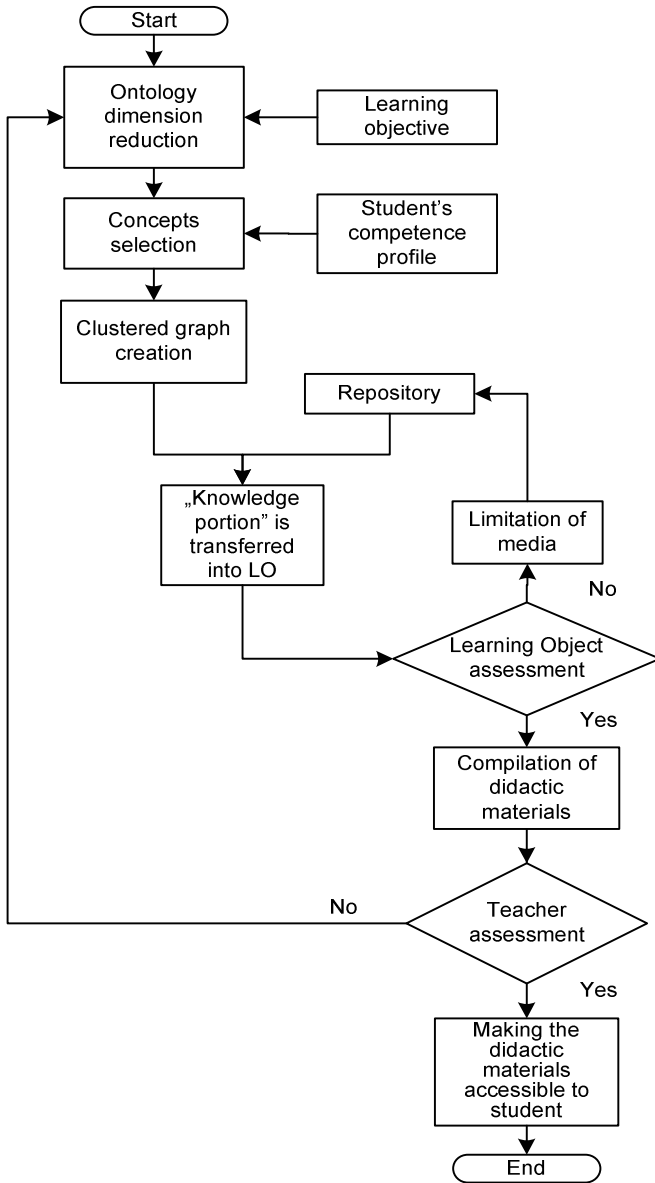 Start
Ontology
dimension
reduction
Learning
objective
Concepts
selection
Student's
competence
profile
Clustered graph
creation
Repository
„Knowledge
portion” is
transferred
into LO
Limitation of
media
No
Learning Object
assessment
Yes
Compilation of
didactic
materials
No
Teacher
assessment
Yes
Making the
didactic
materials
accessible to
student
End